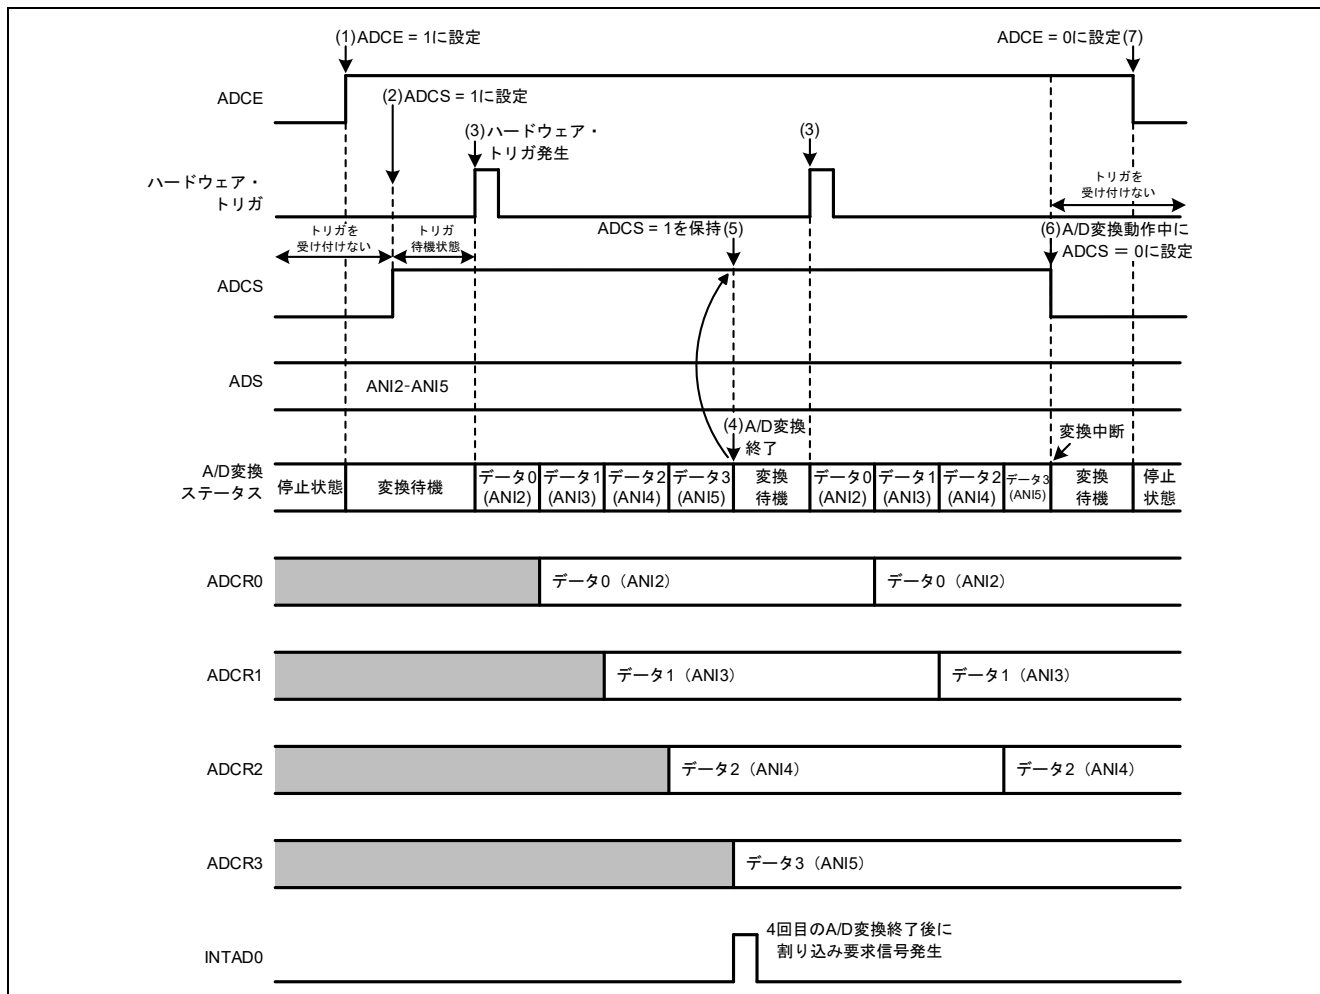 (1)ADCE = 1に設定
ADCE = 0に設定(7)
ADCE
(2)ADCS = 1に設定
(3)ハードウェア・
トリガ発生
(3)
ハードウェア・
トリガ
トリガを
受け付けない
トリガ
待機状態
ADCS = 1を保持(5)
トリガを
受け付けない
(6)A/D変換動作中に
ADCS = 0に設定
ADCS
ADS
ANI2-ANI5
(4)A/D変換
終了
変換中断
A/D変換
ステータス
停止状態
変換待機
データ0
(ANI2)
データ1
(ANI3)
データ2
(ANI4)
データ3
(ANI5)
変換
待機
データ0
(ANI2)
データ1
(ANI3)
データ2
(ANI4)
データ3
(ANI5)
変換
待機
停止
状態
ADCR0
データ0（ANI2）
データ0（ANI2）
ADCR1
データ1（ANI3）
データ1（ANI3）
ADCR2
データ2（ANI4）
データ2（ANI4）
ADCR3
データ3（ANI5）
INTAD0
4回目のA/D変換終了後に
割り込み要求信号発生